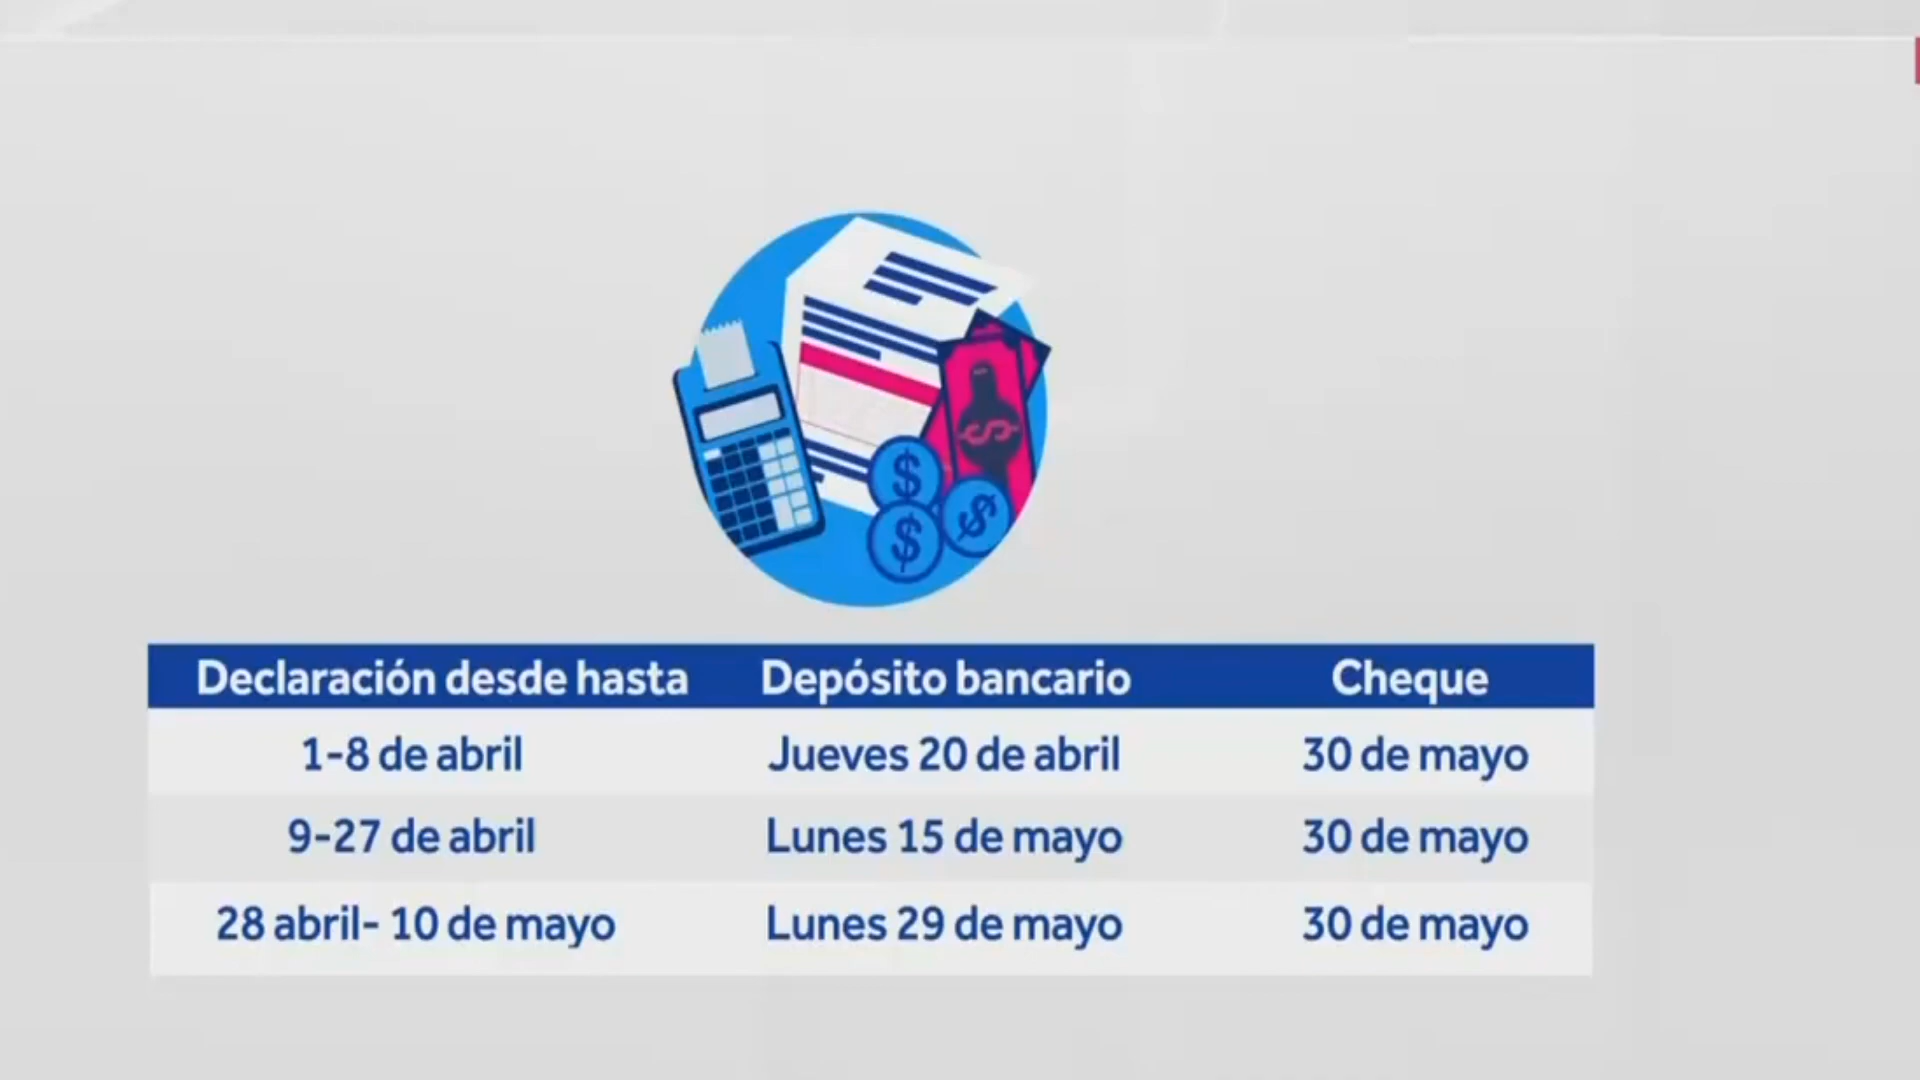 Declaración desde hasta Depósito bancario Cheque
1-8 de abril Jueves 20 de abril 30 de mayo
9-27 de abril Lunes 15 de mayo 30 de mayo
28 abril- 10 de mayo Lunes 29 de mayo 30 de mayo